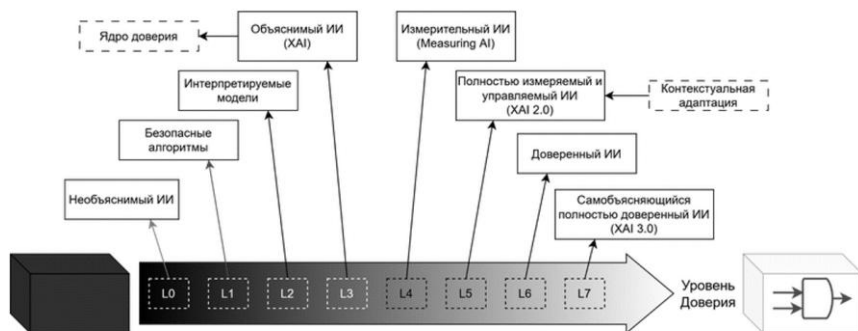 Ядро доверия
Объяснимый ИИ
(XAI)
Измерительный ИИ
(Measuring AI)
Интерпретируемые
модели
Полностью измеряемый и
управляемый ИИ
(XAI 2.0)
Контекстуальная
адаптация
Безопасные
алгоритмы
Доверенный ИИ
Необъяснимый ИИ
Самобъясняющийся
полностью доверенный ИИ
(XAI 3.0)
L0 L1 L2 L3 L4 L5 L6 L7
Уровень
Доверия